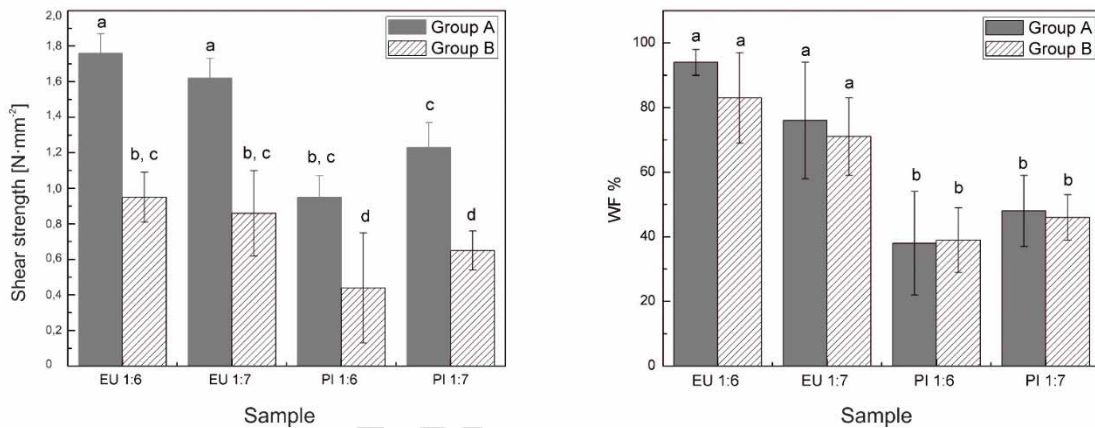 Shear strength [N·mm⁻²]
2,0
1,8
1,6
1,4
1,2
1,0
0,8
0,6
0,4
0,2
0,0
a
b, c
a
b, c
b, c
d
c
d
Group A
Group B
EU 1:6 EU 1:7 PI 1:6 PI 1:7
Sample
WF %
100
80
60
40
20
0
a
a
a
a
b
b
b
b
Group A
Group B
EU 1:6 EU 1:7 PI 1:6 PI 1:7
Sample